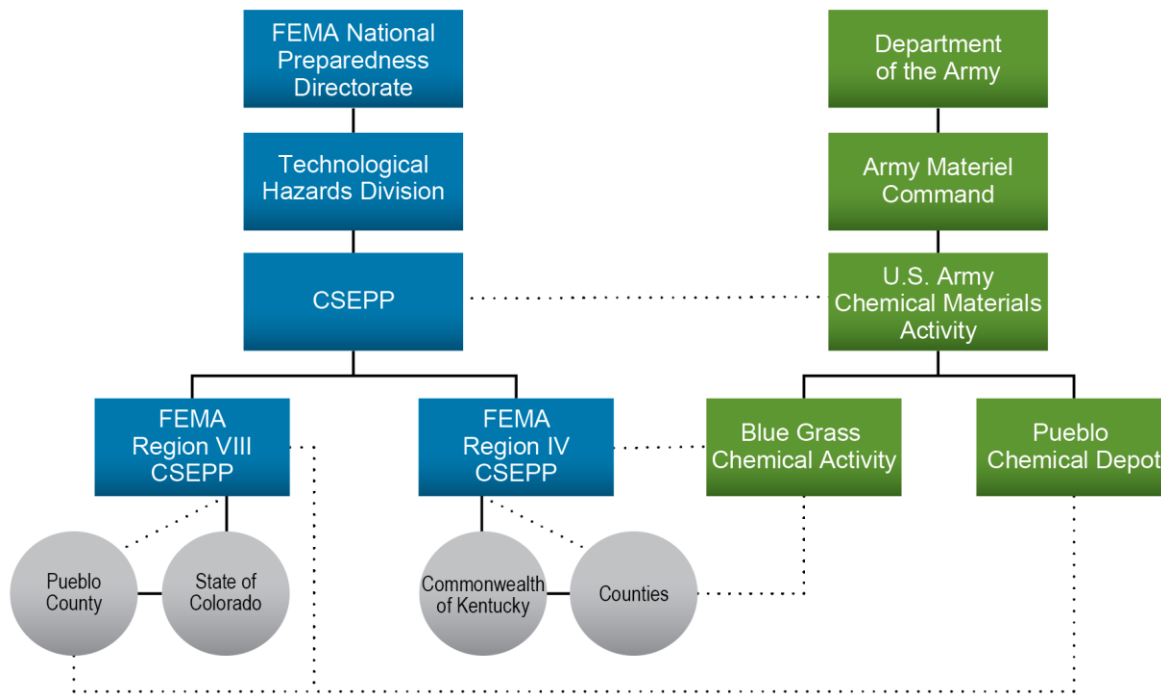 FEMA National
Preparedness
Directorate
Department
of the Army
Technological
Hazards Division
Army Materiel
Command
CSEPP
U.S. Army
Chemical Materials
Activity
FEMA
Region VIII
CSEPP
FEMA
Region IV
CSEPP
Blue Grass
Chemical Activity
Pueblo
Chemical Depot
Pueblo
County
State of
Colorado
Commonwealth
of Kentucky
Counties